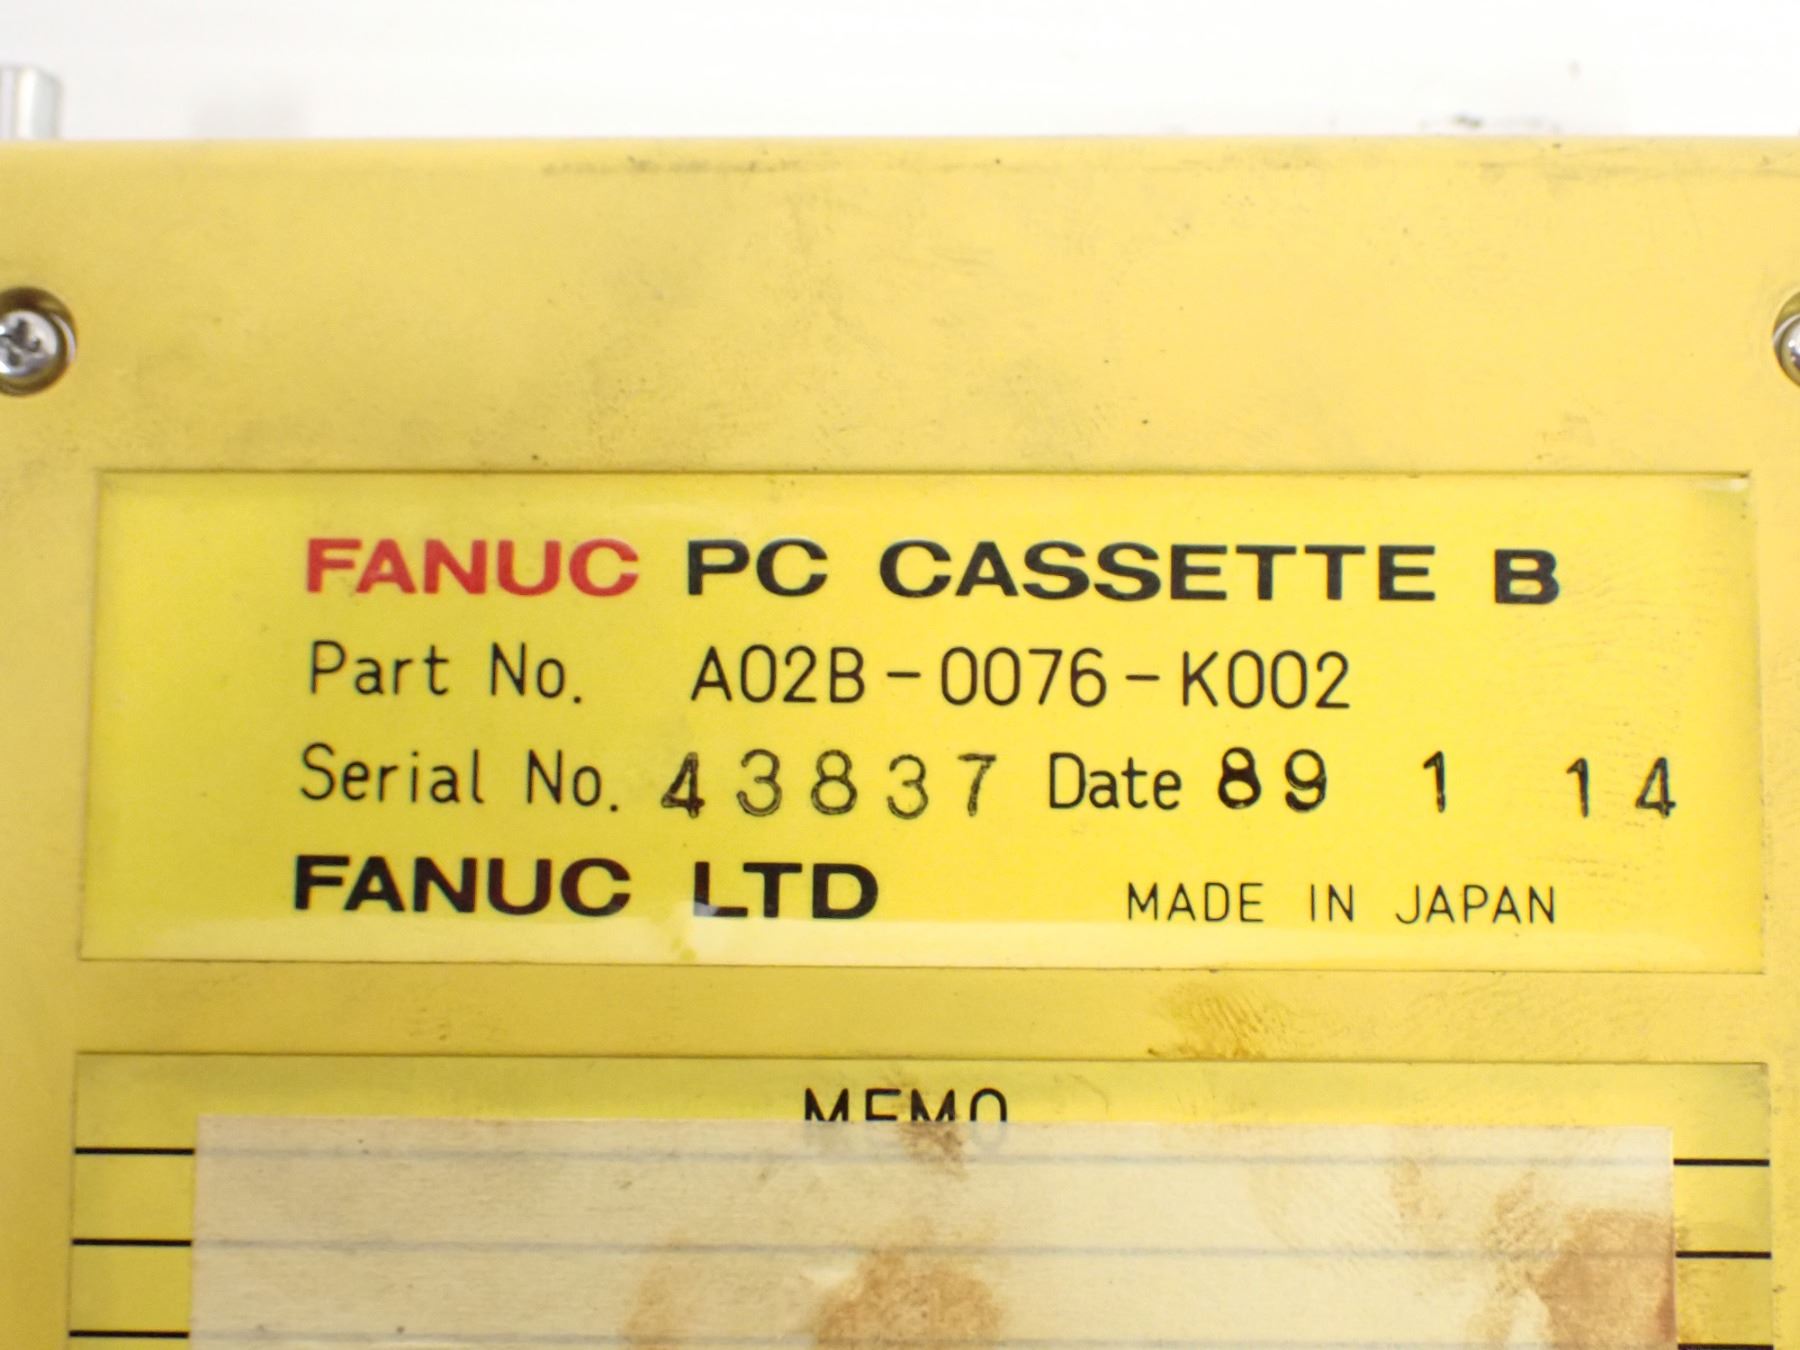 FANUC PC CASSETTE B
Part No. A02B-0076-K002
Serial No. 43837 Date 89 1 14
FANUC LTD MADE IN JAPAN
MEMO